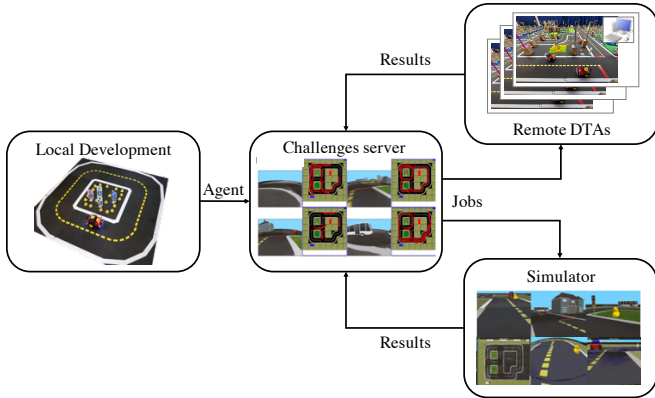 Results
Remote DTAs
Local Development
Challenges server
Agent
Jobs
Simulator
Results